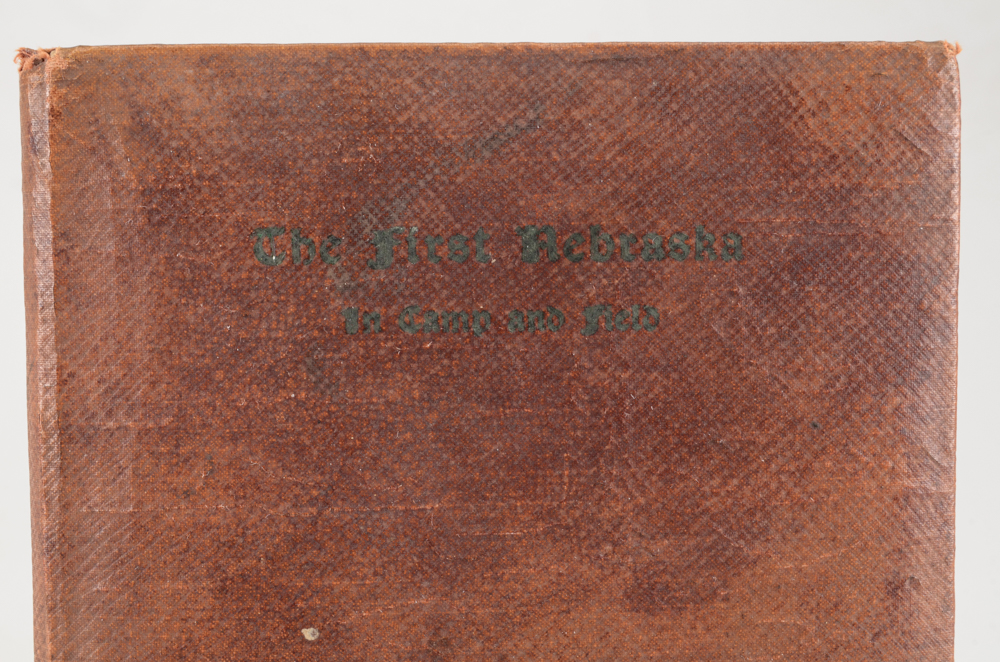 The First Nebraska
In Camp and Field